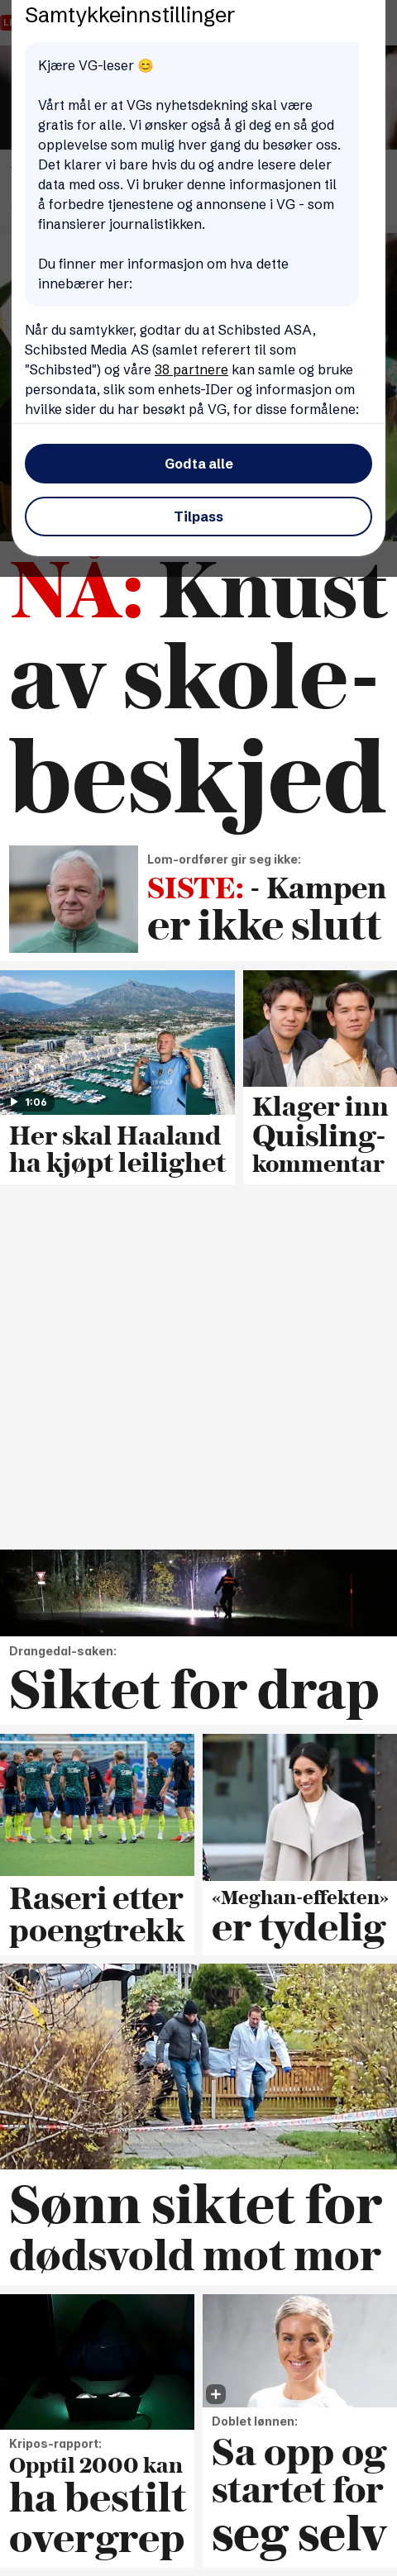 Samtykkeinnstillinger
Kjære VG-leser 😊
Vårt mål er at VGs nyhetsdekning skal være
gratis for alle. Vi ønsker også å gi deg en så god
opplevelse som mulig hver gang du besøker oss.
Det klarer vi bare hvis du og andre lesere deler
data med oss. Vi bruker denne informasjonen til
å forbedre tjenestene og annonsene i VG - som
finansierer journalistikken.
Du finner mer informasjon om hva dette
innebærer her:
Når du samtykker, godtar du at Schibsted ASA,
Schibsted Media AS (samlet referert til som
"Schibsted") og våre 38 partnere kan samle og bruke
persondata, slik som enhets-IDer og informasjon om
hvilke sider du har besøkt på VG, for disse formålene:
Godta alle
Tilpass
NÅ: Knust
av skole-
beskjed
Lom-ordfører gir seg ikke:
SISTE: - Kampen
er ikke slutt
1:06
Her skal Haaland
ha kjøpt leilighet
Klager inn
Quisling-
kommentar
Drangedal-saken:
Siktet for drap
Raseri etter
poengtrekk
«Meghan-effekten»
er tydelig
Sønn siktet for
dødsvold mot mor
Kripos-rapport:
Opptil 2000 kan
ha bestilt
overgrep
Doblet lønnen:
Sa opp og
startet for
seg selv